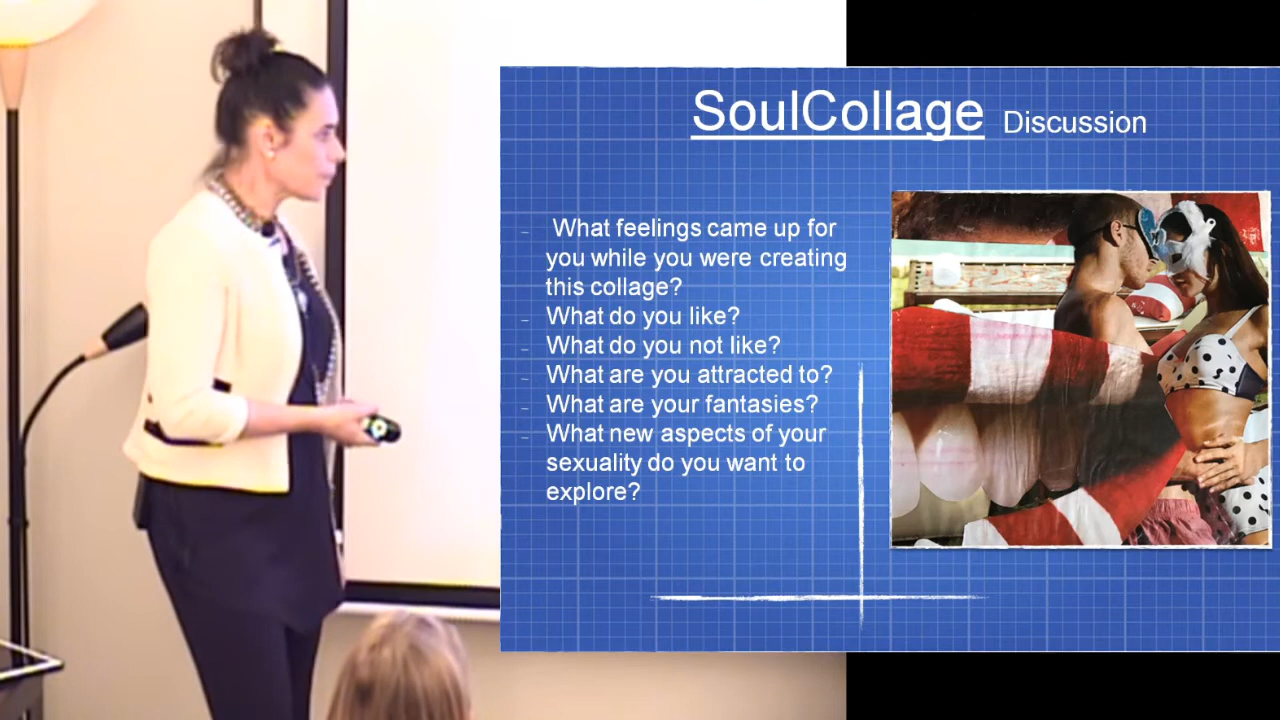 SoulCollage Discussion
– What feelings came up for
you while you were creating
this collage?
– What do you like?
– What do you not like?
– What are you attracted to?
– What are your fantasies?
– What new aspects of your
sexuality do you want to
explore?